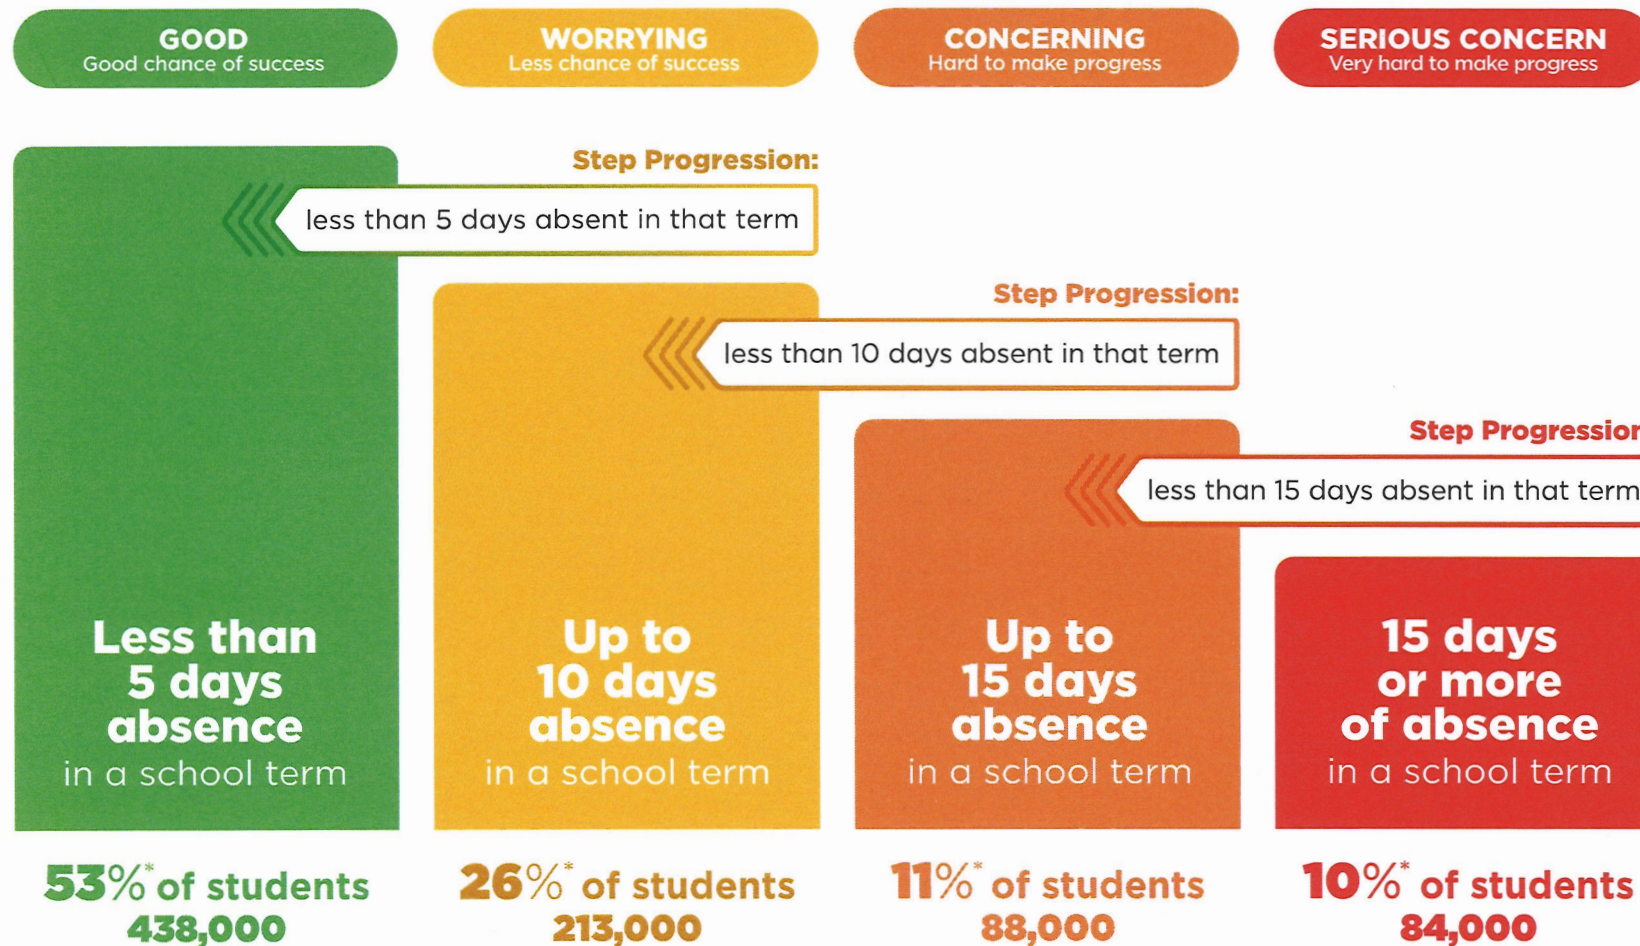 GOOD
Good chance of success
WORRYING
Less chance of success
CONCERNING
Hard to make progress
SERIOUS CONCERN
Very hard to make progress
Step Progression:
less than 5 days absent in that term
Step Progression:
less than 10 days absent in that term
Step Progression
less than 15 days absent in that term
Less than
5 days
absence
in a school term
Up to
10 days
absence
in a school term
Up to
15 days
absence
in a school term
15 days
or more
of absence
in a school term
53%* of students
438,000
26%* of students
213,000
11%* of students
88,000
10%* of students
84,000